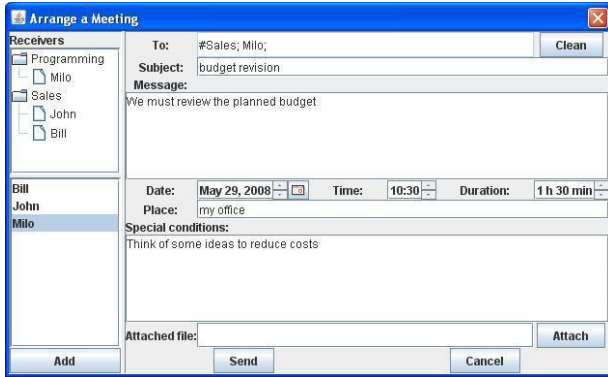 Arrange a Meeting
Receivers
Programming
Milo
Sales
John
Bill
Bill
John
Milo
Add
To: #Sales; Milo; Clean
Subject: budget revision
Message:
We must review the planned budget
Date: May 29, 2008 Time: 10:30 Duration: 1 h 30 min
Place: my office
Special conditions:
Think of some ideas to reduce costs
Attached file: Attach
Send Cancel